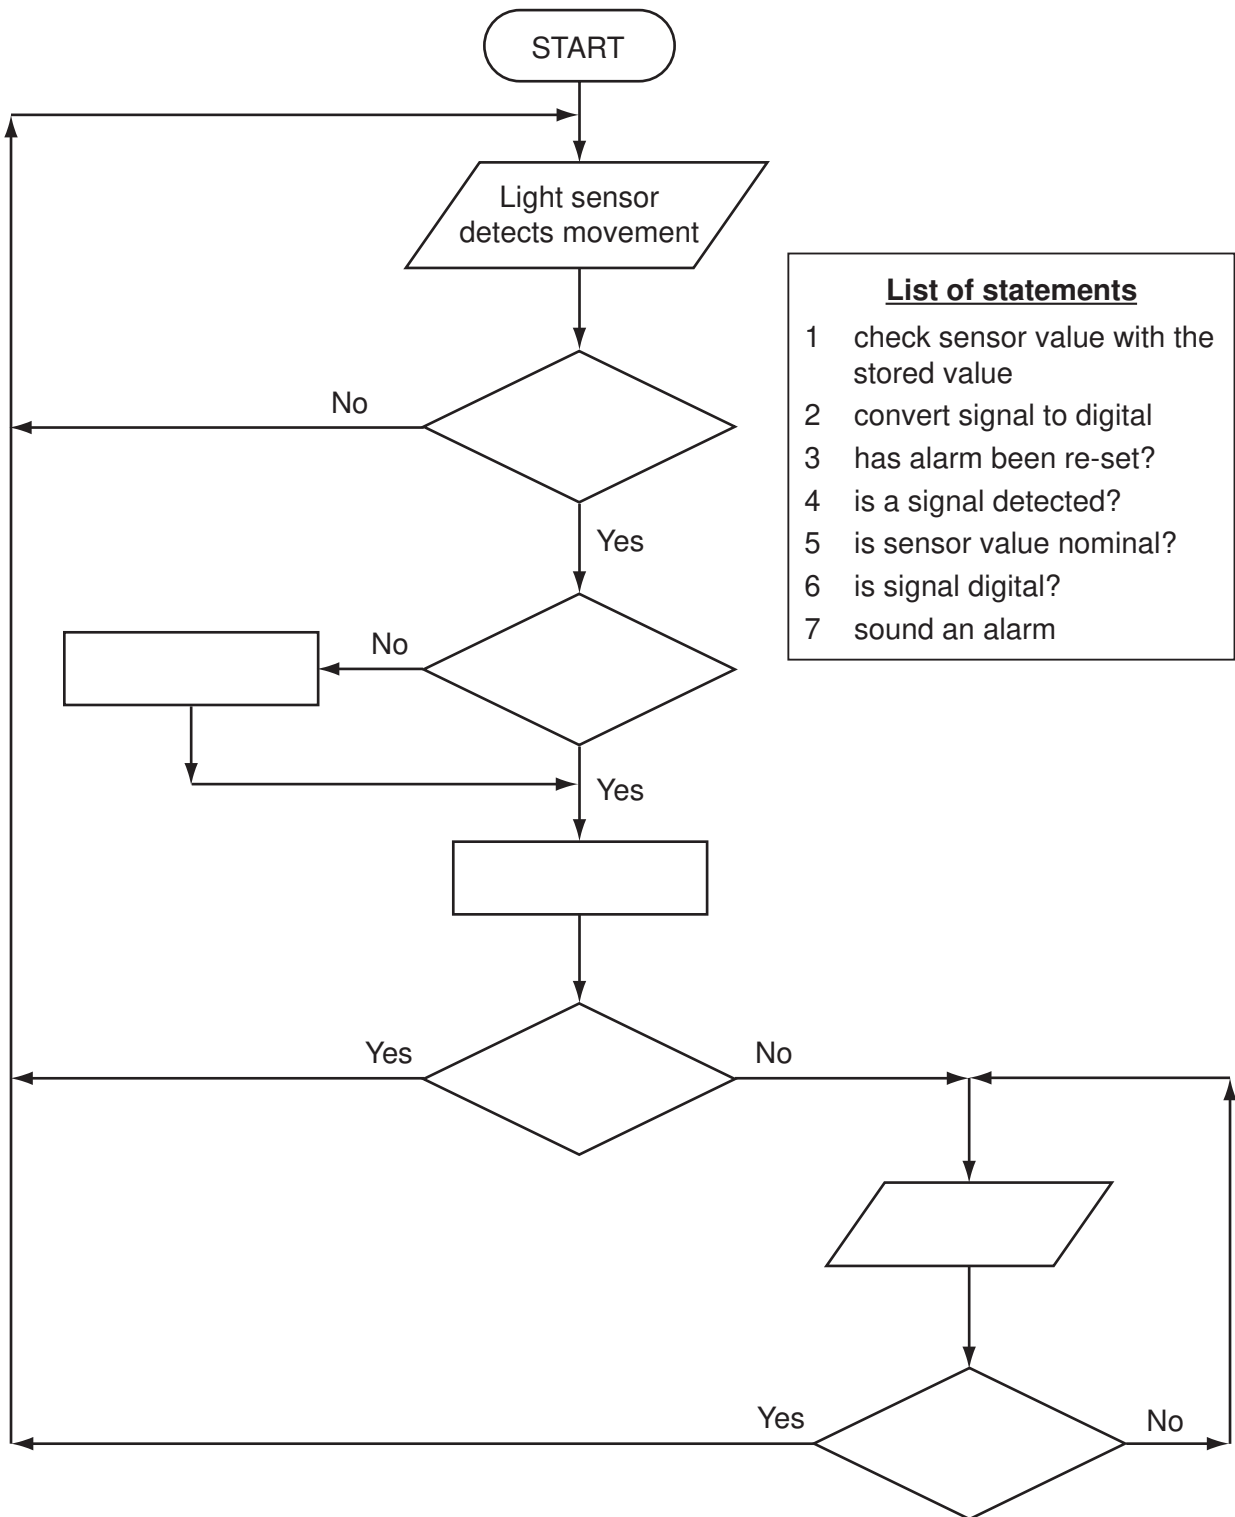 START
Light sensor
detects movement
List of statements
1 check sensor value with the
stored value
2 convert signal to digital
3 has alarm been re-set?
4 is a signal detected?
5 is sensor value nominal?
6 is signal digital?
7 sound an alarm
No
Yes
No
Yes
Yes
No
Yes
No